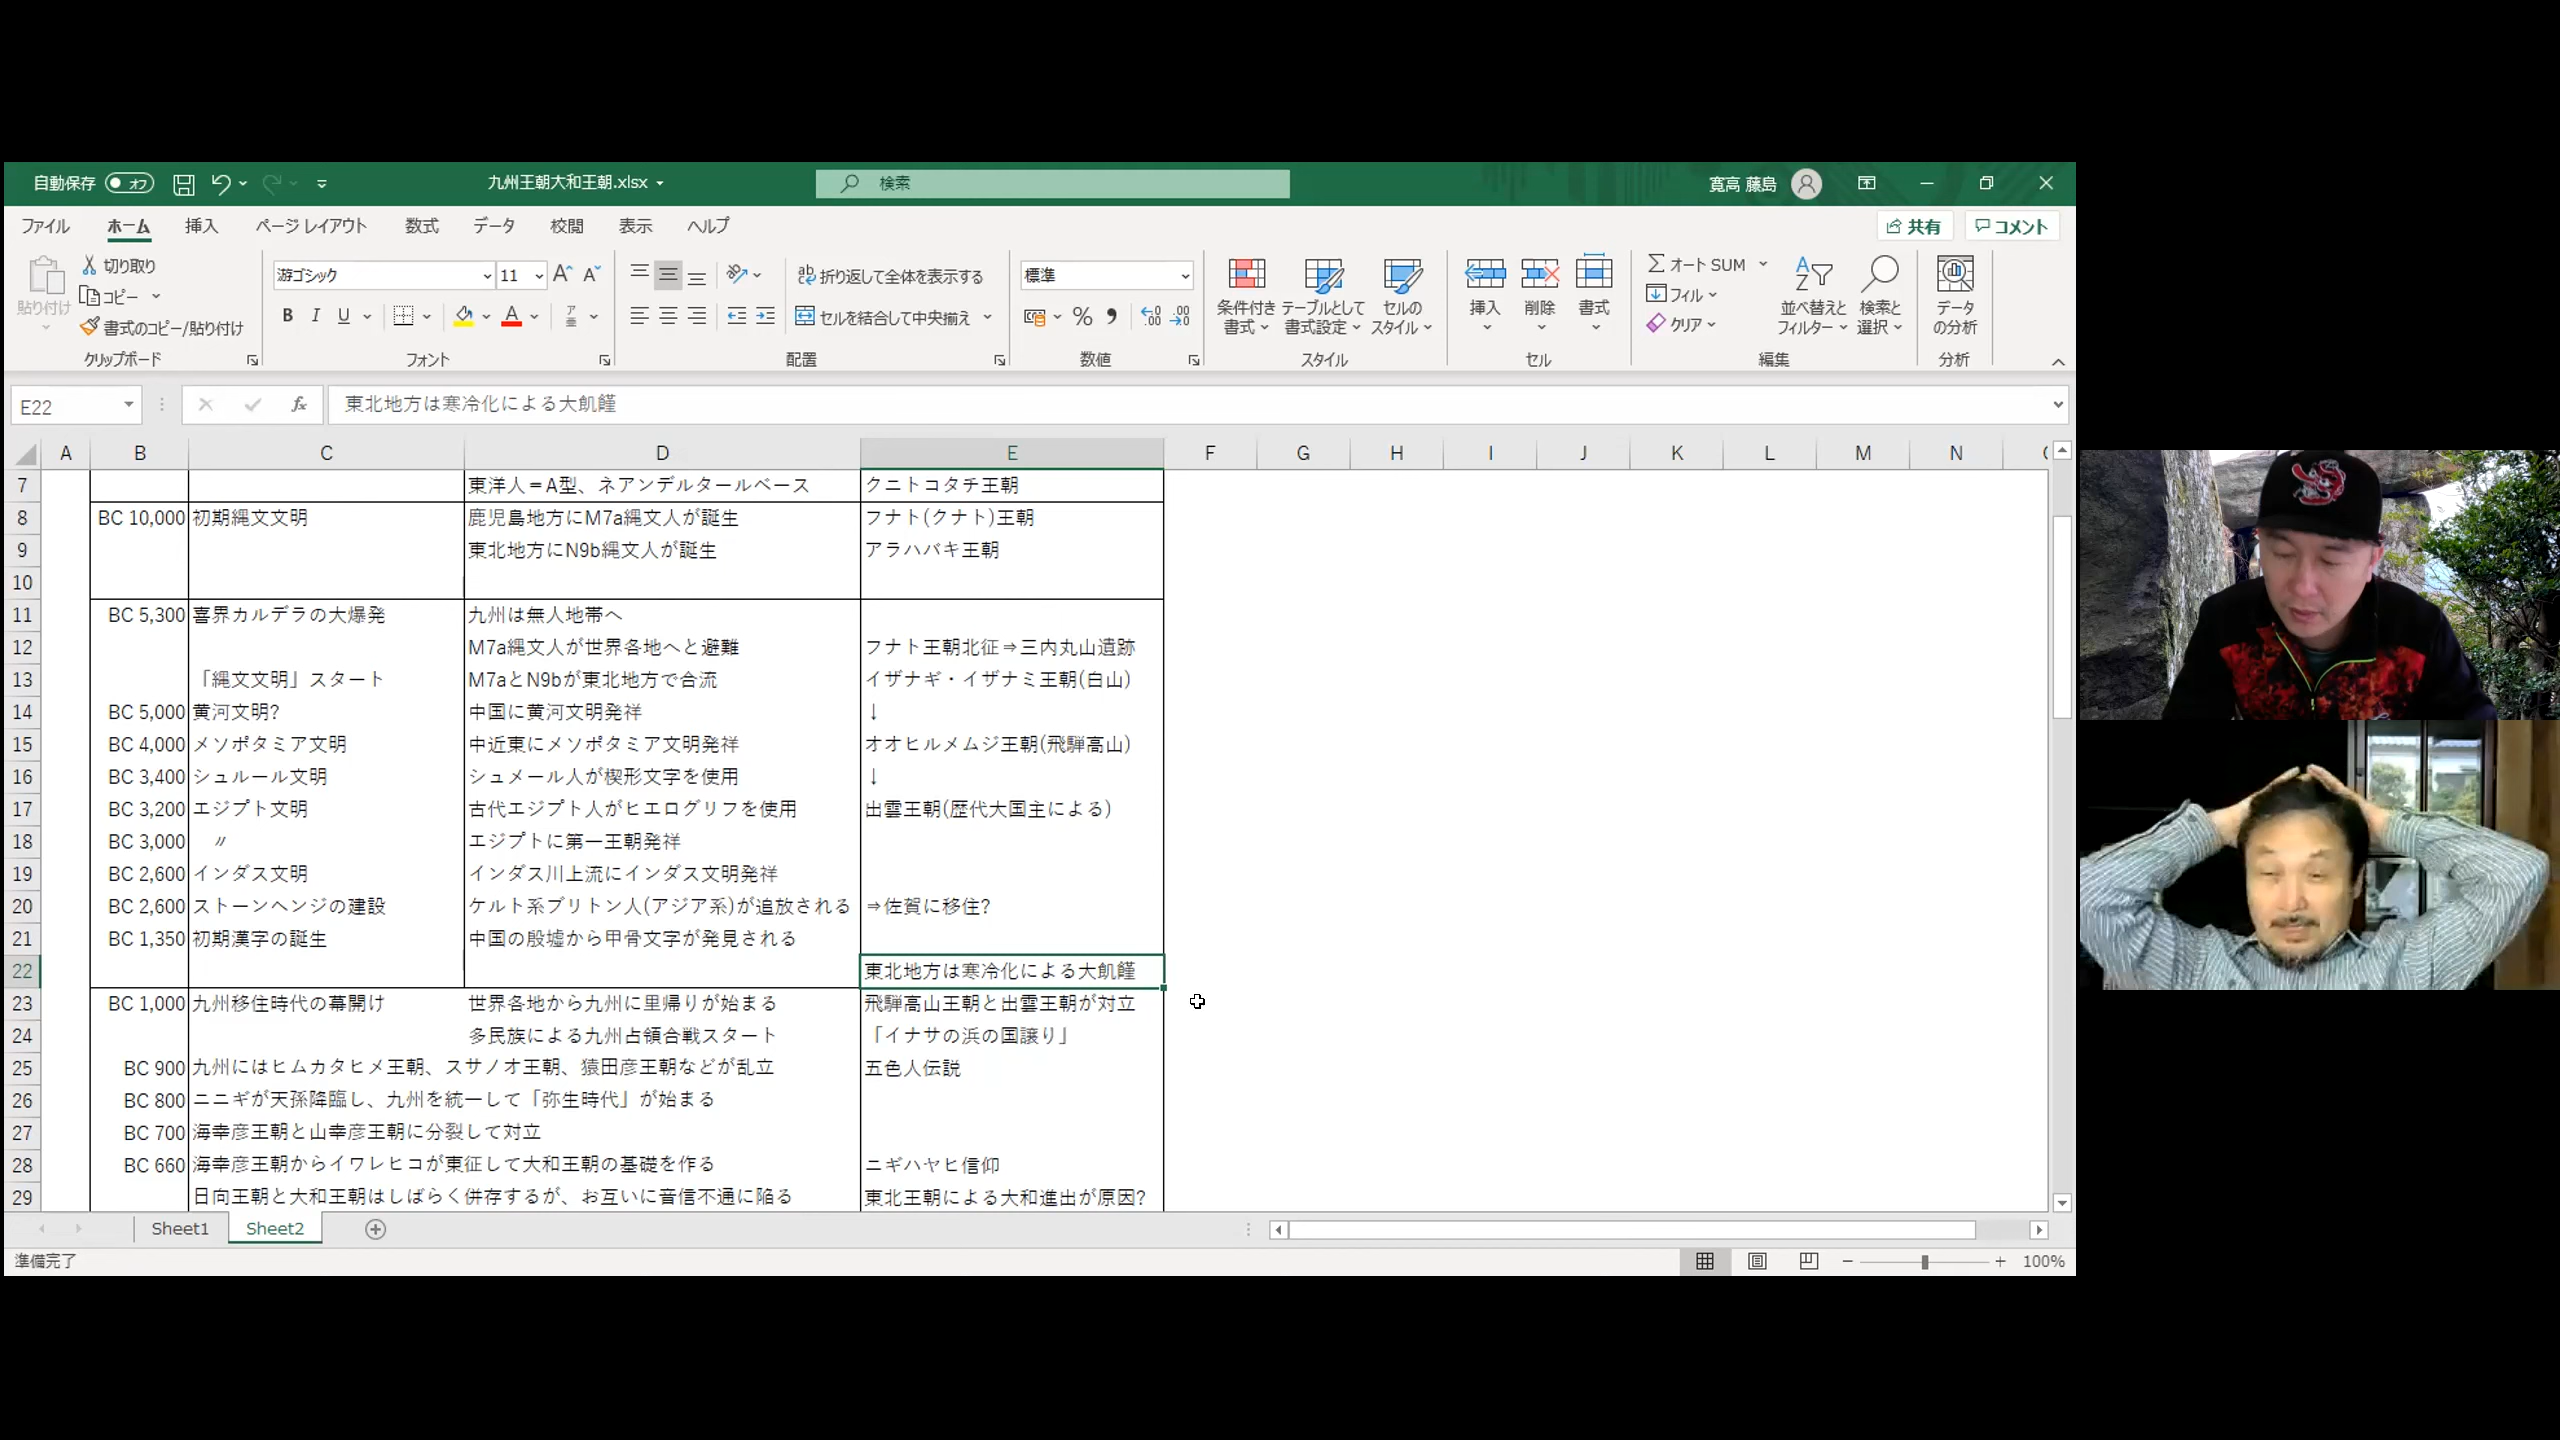 自動保存 オフ 九州王朝大和王朝.xlsx 検索 寛高 藤島
ファイル ホーム 挿入 ページ レイアウト 数式 データ 校閲 表示 ヘルプ 共有 コメント
貼り付け 切り取り コピー 書式のコピー/貼り付け
クリップボード
游ゴシック 11
B I U A
フォント
折り返して全体を表示する
セルを結合して中央揃え
配置
標準
% 9
数値
条件付き書式 テーブルとして書式設定 セルのスタイル
スタイル
挿入 削除 書式
セル
オート SUM
フィル
クリア
並べ替えとフィルター 検索と選択
編集
データの分析
分析
E22 fx 東北地方は寒冷化による大飢饉
A B C D E F G H I J K L M N
7 東洋人＝A型、ネアンデルタールベース クニトコタチ王朝
8 BC 10,000 初期縄文文明 鹿児島地方にM7a縄文人が誕生 フナト(クナト)王朝
9 東北地方にN9b縄文人が誕生 アラハバキ王朝
10
11 BC 5,300 喜界カルデラの大爆発 九州は無人地帯へ
12 M7a縄文人が世界各地へと避難 フナト王朝北征⇒三内丸山遺跡
13 「縄文文明」スタート M7aとN9bが東北地方で合流 イザナギ・イザナミ王朝(白山)
14 BC 5,000 黄河文明? 中国に黄河文明発祥 ↓
15 BC 4,000 メソポタミア文明 中近東にメソポタミア文明発祥 オオヒルメムジ王朝(飛騨高山)
16 BC 3,400 シュルール文明 シュメール人が楔形文字を使用 ↓
17 BC 3,200 エジプト文明 古代エジプト人がヒエログリフを使用 出雲王朝(歴代大国主による)
18 BC 3,000 〃 エジプトに第一王朝発祥
19 BC 2,600 インダス文明 インダス川上流にインダス文明発祥
20 BC 2,600 ストーンヘンジの建設 ケルト系ブリトン人(アジア系)が追放される ⇒佐賀に移住?
21 BC 1,350 初期漢字の誕生 中国の殷墟から甲骨文字が発見される
22 東北地方は寒冷化による大飢饉
23 BC 1,000 九州移住時代の幕開け 世界各地から九州に里帰りが始まる 飛騨高山王朝と出雲王朝が対立
24 多民族による九州占領合戦スタート 「イナサの浜の国譲り」
25 BC 900 九州にはヒムカタヒメ王朝、スサノオ王朝、猿田彦王朝などが乱立 五色人伝説
26 BC 800 ニニギが天孫降臨し、九州を統一して「弥生時代」が始まる
27 BC 700 海幸彦王朝と山幸彦王朝に分裂して対立
28 BC 660 海幸彦王朝からイワレヒコが東征して大和王朝の基礎を作る ニギハヤヒ信仰
29 日向王朝と大和王朝はしばらく併存するが、お互いに音信不通に陥る 東北王朝による大和進出が原因?
Sheet1 Sheet2
準備完了 100%